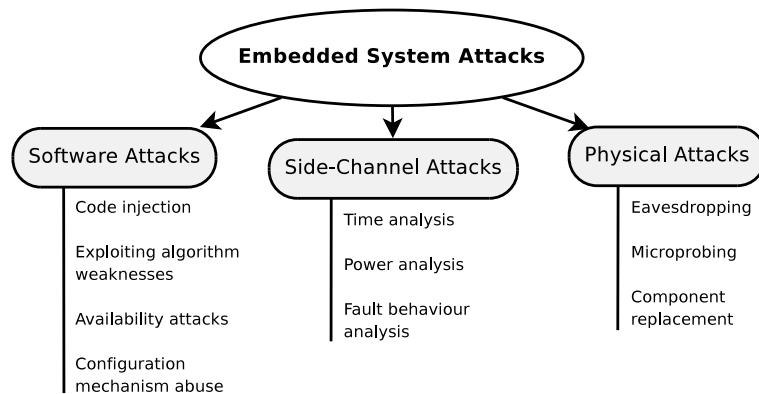 Embedded System Attacks
Software Attacks
Code injection
Exploiting algorithm
weaknesses
Availability attacks
Configuration
mechanism abuse
Side-Channel Attacks
Time analysis
Power analysis
Fault behaviour
analysis
Physical Attacks
Eavesdropping
Microprobing
Component
replacement